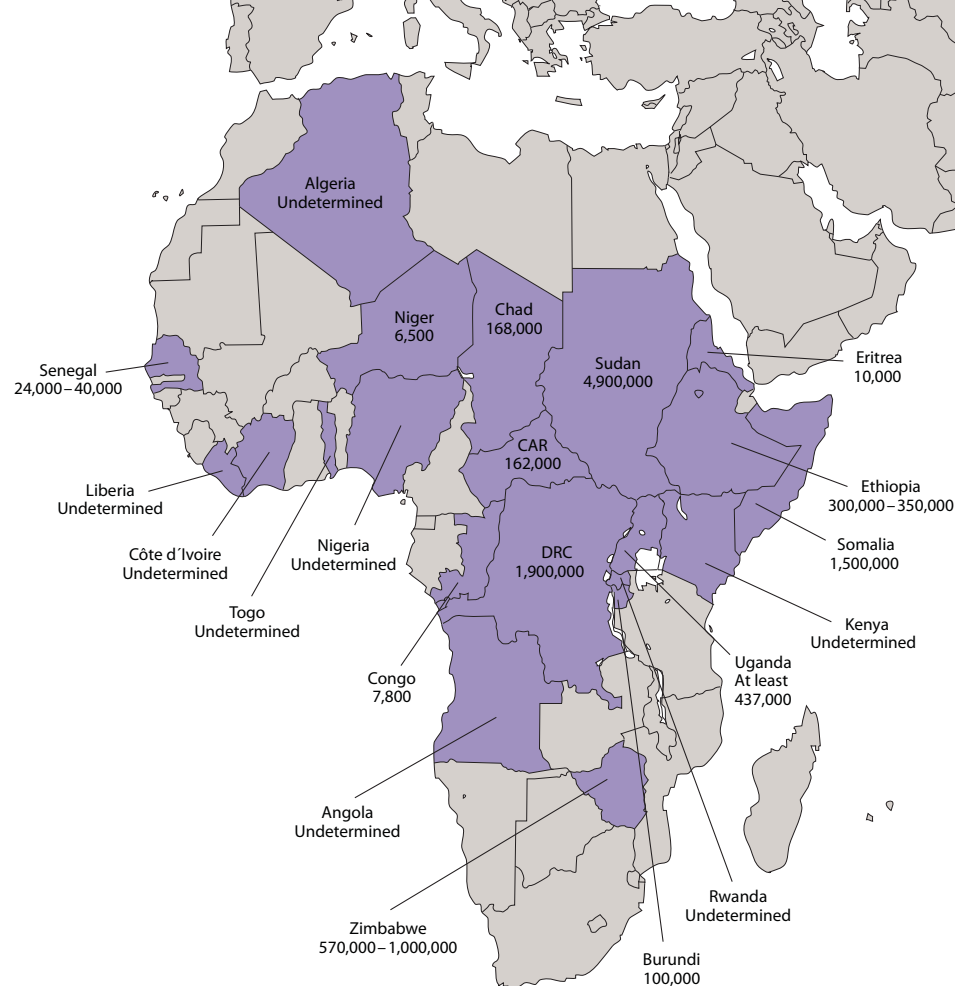 Algeria
Undetermined
Niger
6,500
Chad
168,000
Sudan
4,900,000
Eritrea
10,000
Senegal
24,000–40,000
CAR
162,000
Ethiopia
300,000–350,000
Liberia
Undetermined
Côte d´Ivoire
Undetermined
Nigeria
Undetermined
DRC
1,900,000
Somalia
1,500,000
Togo
Undetermined
Kenya
Undetermined
Congo
7,800
Uganda
At least
437,000
Angola
Undetermined
Rwanda
Undetermined
Zimbabwe
570,000–1,000,000
Burundi
100,000